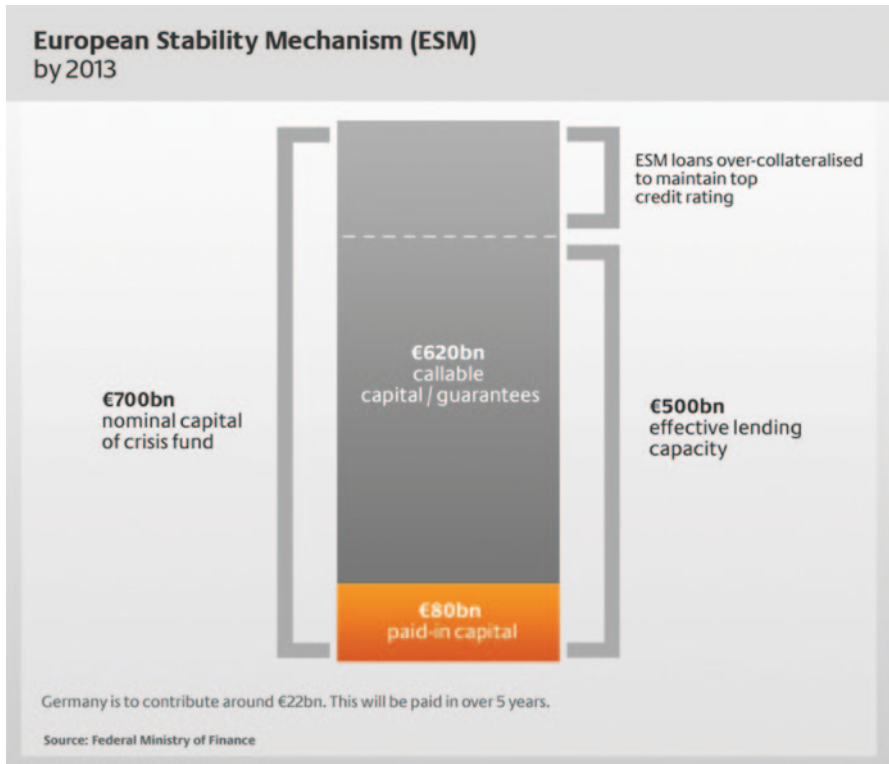 European Stability Mechanism (ESM)
by 2013
ESM loans over-collateralised
to maintain top
credit rating
€620bn
callable
capital / guarantees
€700bn
nominal capital
of crisis fund
€500bn
effective lending
capacity
€80bn
paid-in capital
Germany is to contribute around €22bn. This will be paid in over 5 years.
Source: Federal Ministry of Finance